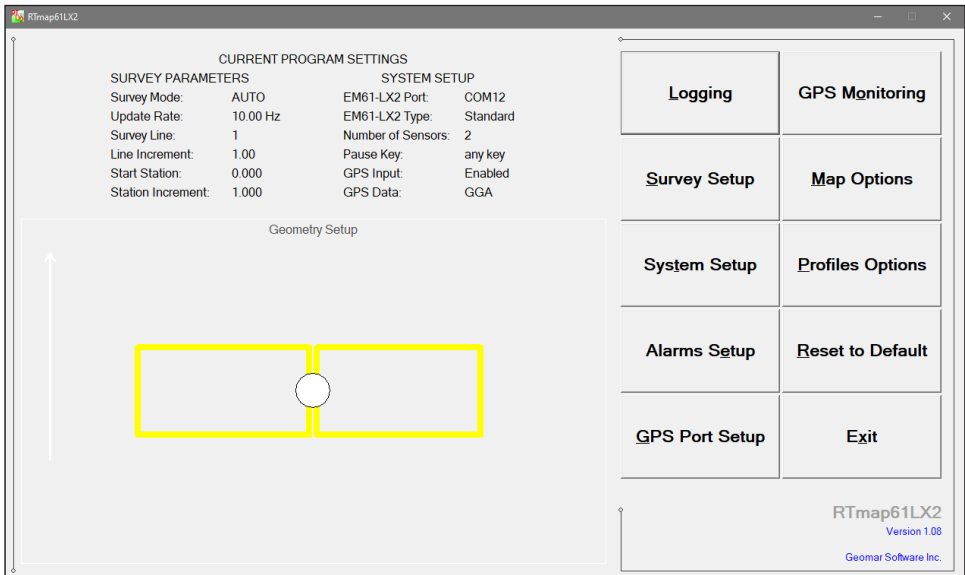 RTmap61LX2
CURRENT PROGRAM SETTINGS
SURVEY PARAMETERS SYSTEM SETUP
Survey Mode: AUTO EM61-LX2 Port: COM12
Update Rate: 10.00 Hz EM61-LX2 Type: Standard
Survey Line: 1 Number of Sensors: 2
Line Increment: 1.00 Pause Key: any key
Start Station: 0.000 GPS Input: Enabled
Station Increment: 1.000 GPS Data: GGA
Geometry Setup
Logging GPS Monitoring
Survey Setup Map Options
System Setup Profiles Options
Alarms Setup Reset to Default
GPS Port Setup Exit
RTmap61LX2
Version 1.08
Geomar Software Inc.